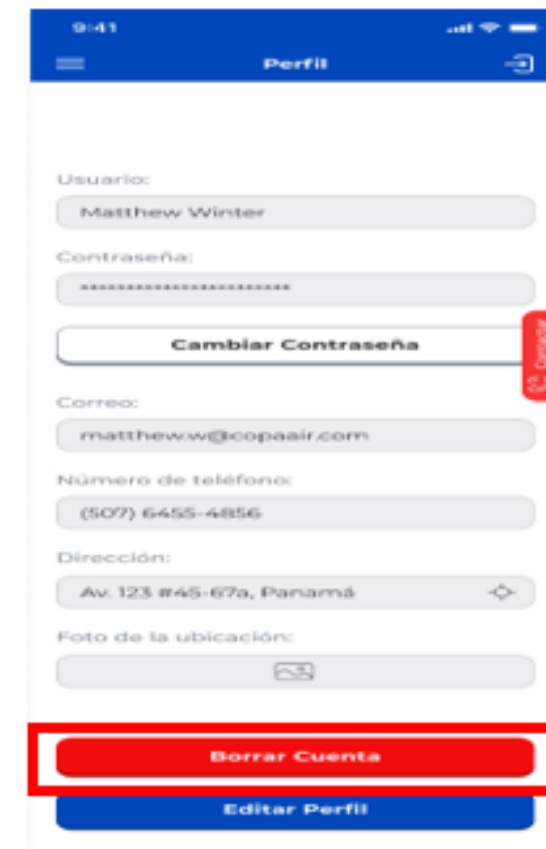 9:41
Perfil
Usuario:
Matthew Winter
Contraseña:
***********************
Cambiar Contraseña
Contactar
Correo:
matthew.w@copaair.com
Número de teléfono:
(507) 6455-4856
Dirección:
Av. 123 #45-67a, Panamá
Foto de la ubicación:
Borrar Cuenta
Editar Perfil